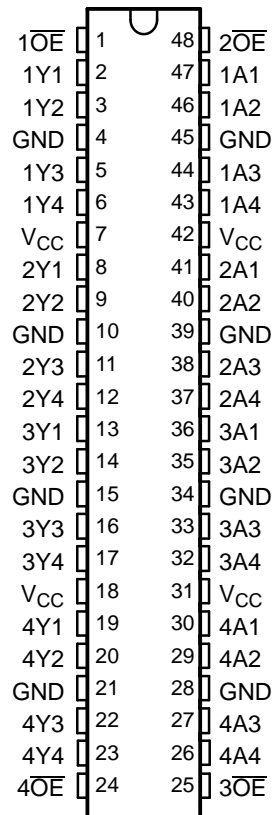 1O̅E̅ 1 48 2O̅E̅
1Y1 2 47 1A1
1Y2 3 46 1A2
GND 4 45 GND
1Y3 5 44 1A3
1Y4 6 43 1A4
VCC 7 42 VCC
2Y1 8 41 2A1
2Y2 9 40 2A2
GND 10 39 GND
2Y3 11 38 2A3
2Y4 12 37 2A4
3Y1 13 36 3A1
3Y2 14 35 3A2
GND 15 34 GND
3Y3 16 33 3A3
3Y4 17 32 3A4
VCC 18 31 VCC
4Y1 19 30 4A1
4Y2 20 29 4A2
GND 21 28 GND
4Y3 22 27 4A3
4Y4 23 26 4A4
4O̅E̅ 24 25 3O̅E̅